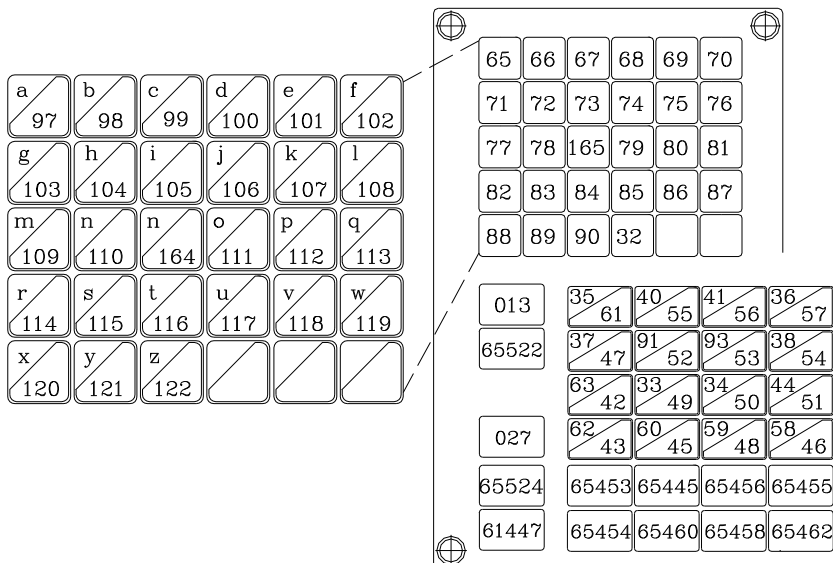 a 97 b 98 c 99 d 100 e 101 f 102
g 103 h 104 i 105 j 106 k 107 l 108
m 109 n 110 n 164 o 111 p 112 q 113
r 114 s 115 t 116 u 117 v 118 w 119
x 120 y 121 z 122
65 66 67 68 69 70
71 72 73 74 75 76
77 78 165 79 80 81
82 83 84 85 86 87
88 89 90 32
013 35 61 40 55 41 56 36 57
65522 37 47 91 52 93 53 38 54
63 42 33 49 34 50 44 51
027 62 43 60 45 59 48 58 46
65524 65453 65445 65456 65455
61447 65454 65460 65458 65462